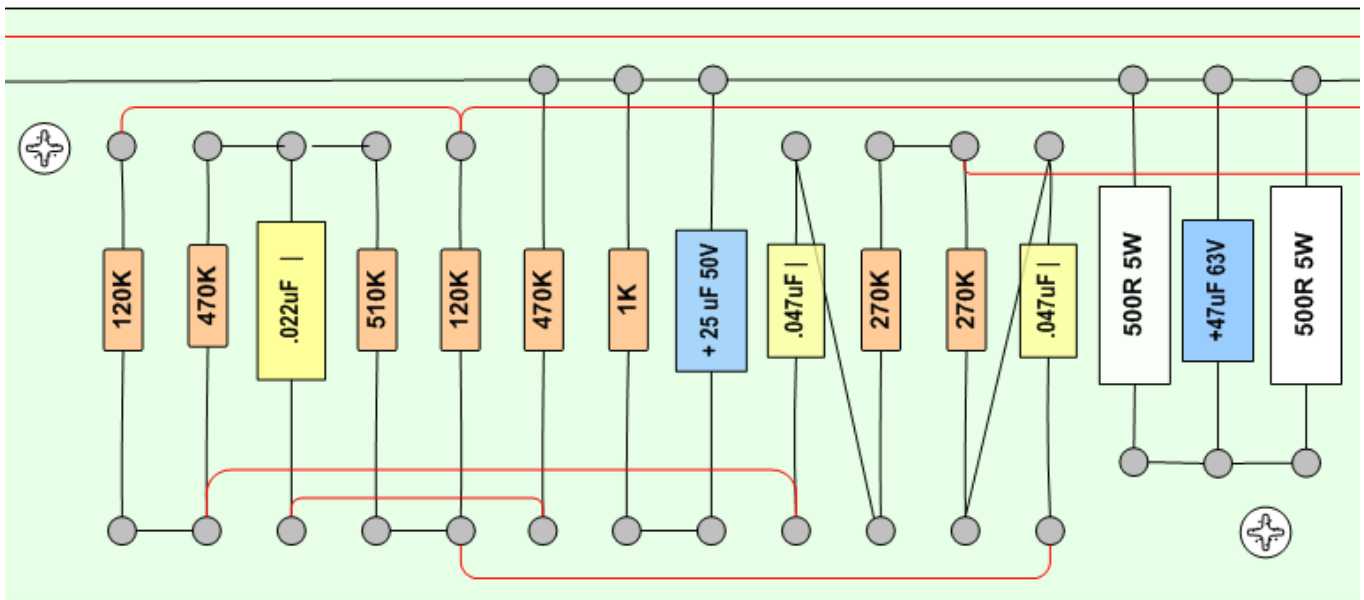 120K
470K
.022uF |
510K
120K
470K
1K
+ 25 uF 50V
.047uF |
270K
270K
.047uF |
500R 5W
+47uF 63V
500R 5W